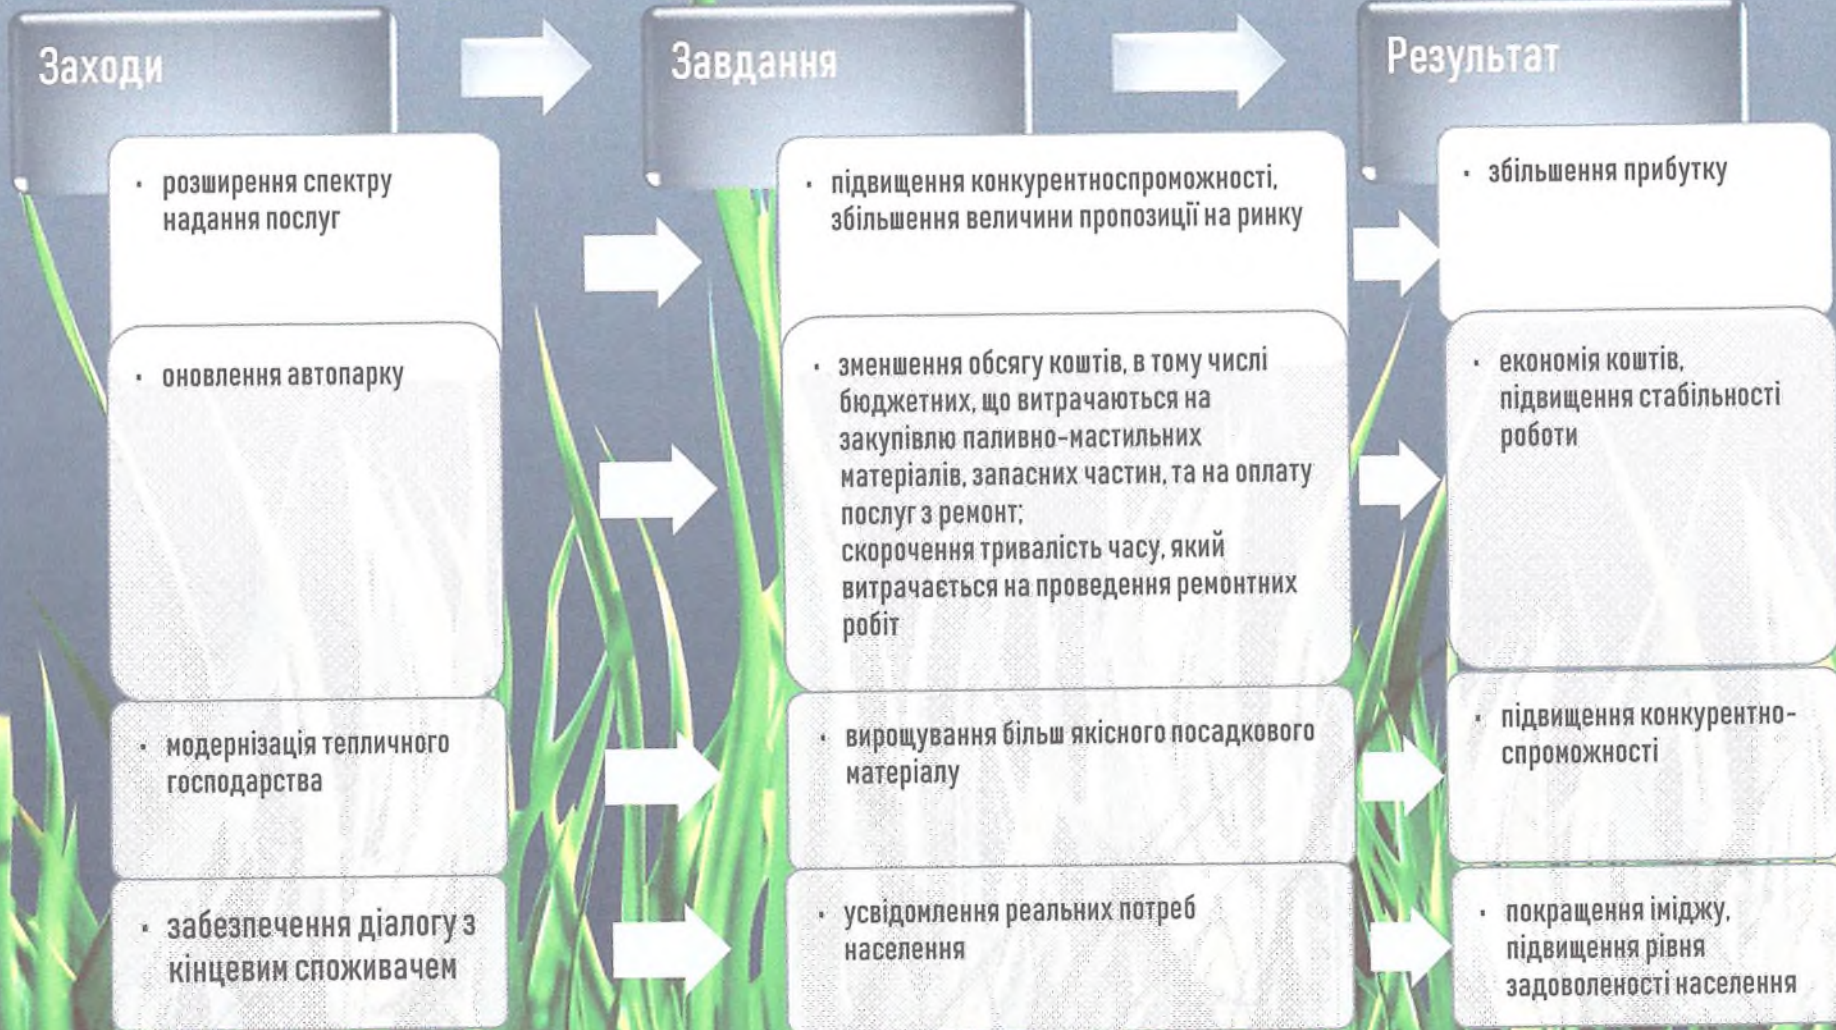 Заходи
Завдання
Результат
· розширення спектру
надання послуг
· підвищення конкурентноспроможності,
збільшення величини пропозиції на ринку
· збільшення прибутку
· оновлення автопарку
· зменшення обсягу коштів, в тому числі
бюджетних, що витрачаються на
закупівлю паливно-мастильних
матеріалів, запасних частин, та на оплату
послуг з ремонт;
скорочення тривалість часу, який
витрачається на проведення ремонтних
робіт
· економія коштів,
підвищення стабільності
роботи
· модернізація тепличного
господарства
· вирощування більш якісного посадкового
матеріалу
· підвищення конкурентно-
спроможності
· забезпечення діалогу з
кінцевим споживачем
· усвідомлення реальних потреб
населення
· покращення іміджу,
підвищення рівня
задоволеності населення